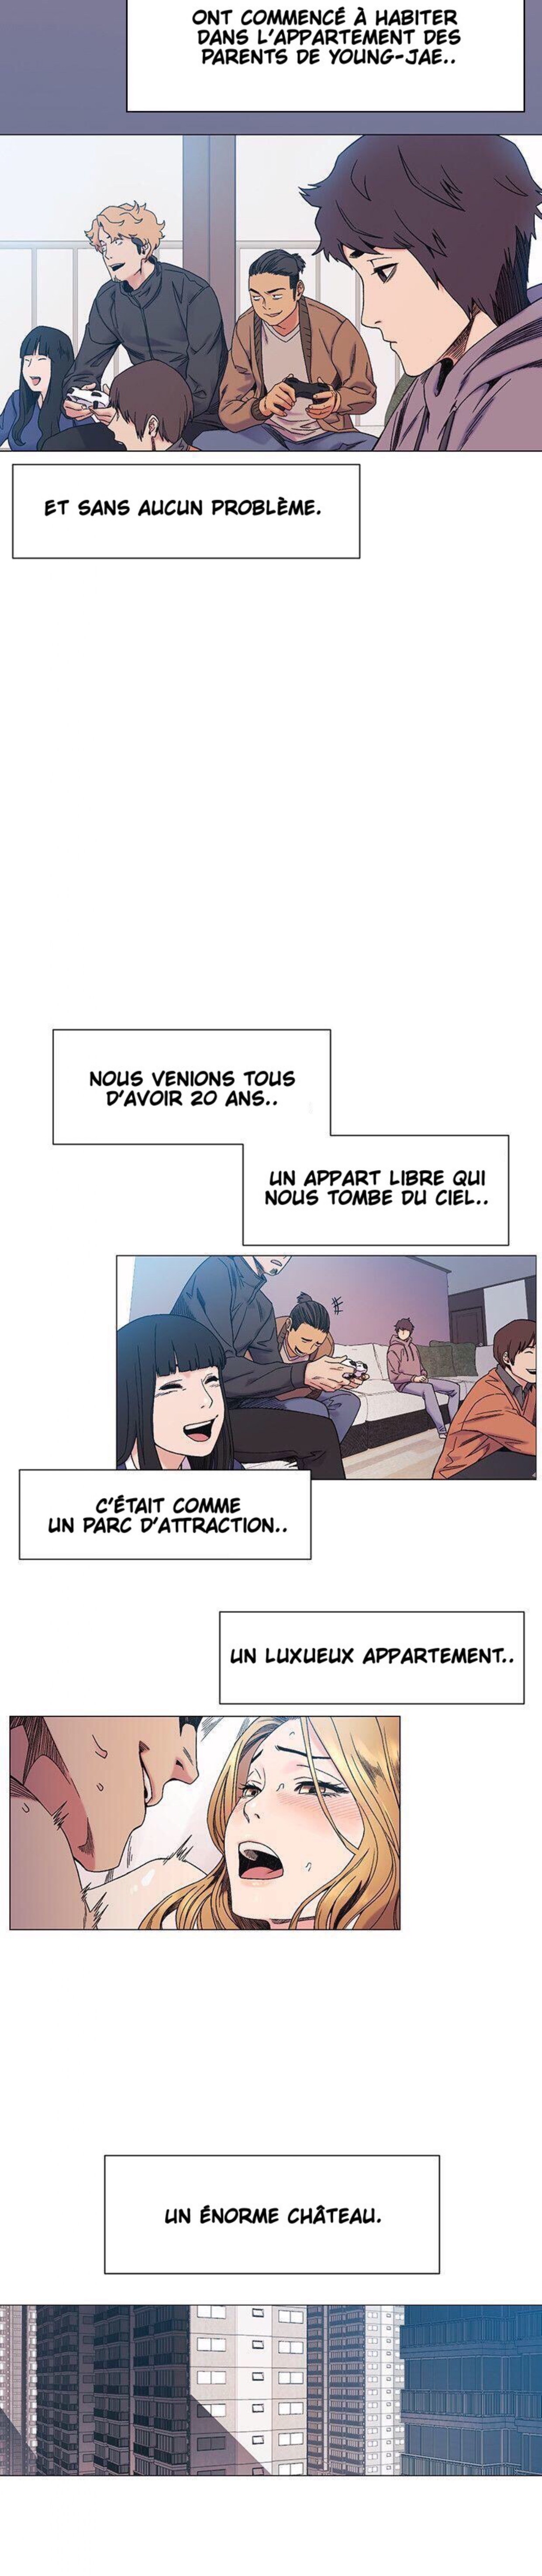 ONT COMMENCÉ À HABITER
DANS L'APPARTEMENT DES
PARENTS DE YOUNG-JAE..
ET SANS AUCUN PROBLÈME.
NOUS VENIONS TOUS
D'AVOIR 20 ANS..
UN APPART LIBRE QUI
NOUS TOMBE DU CIEL..
C'ÉTAIT COMME
UN PARC D'ATTRACTION..
UN LUXUEUX APPARTEMENT..
UN ÉNORME CHÂTEAU.